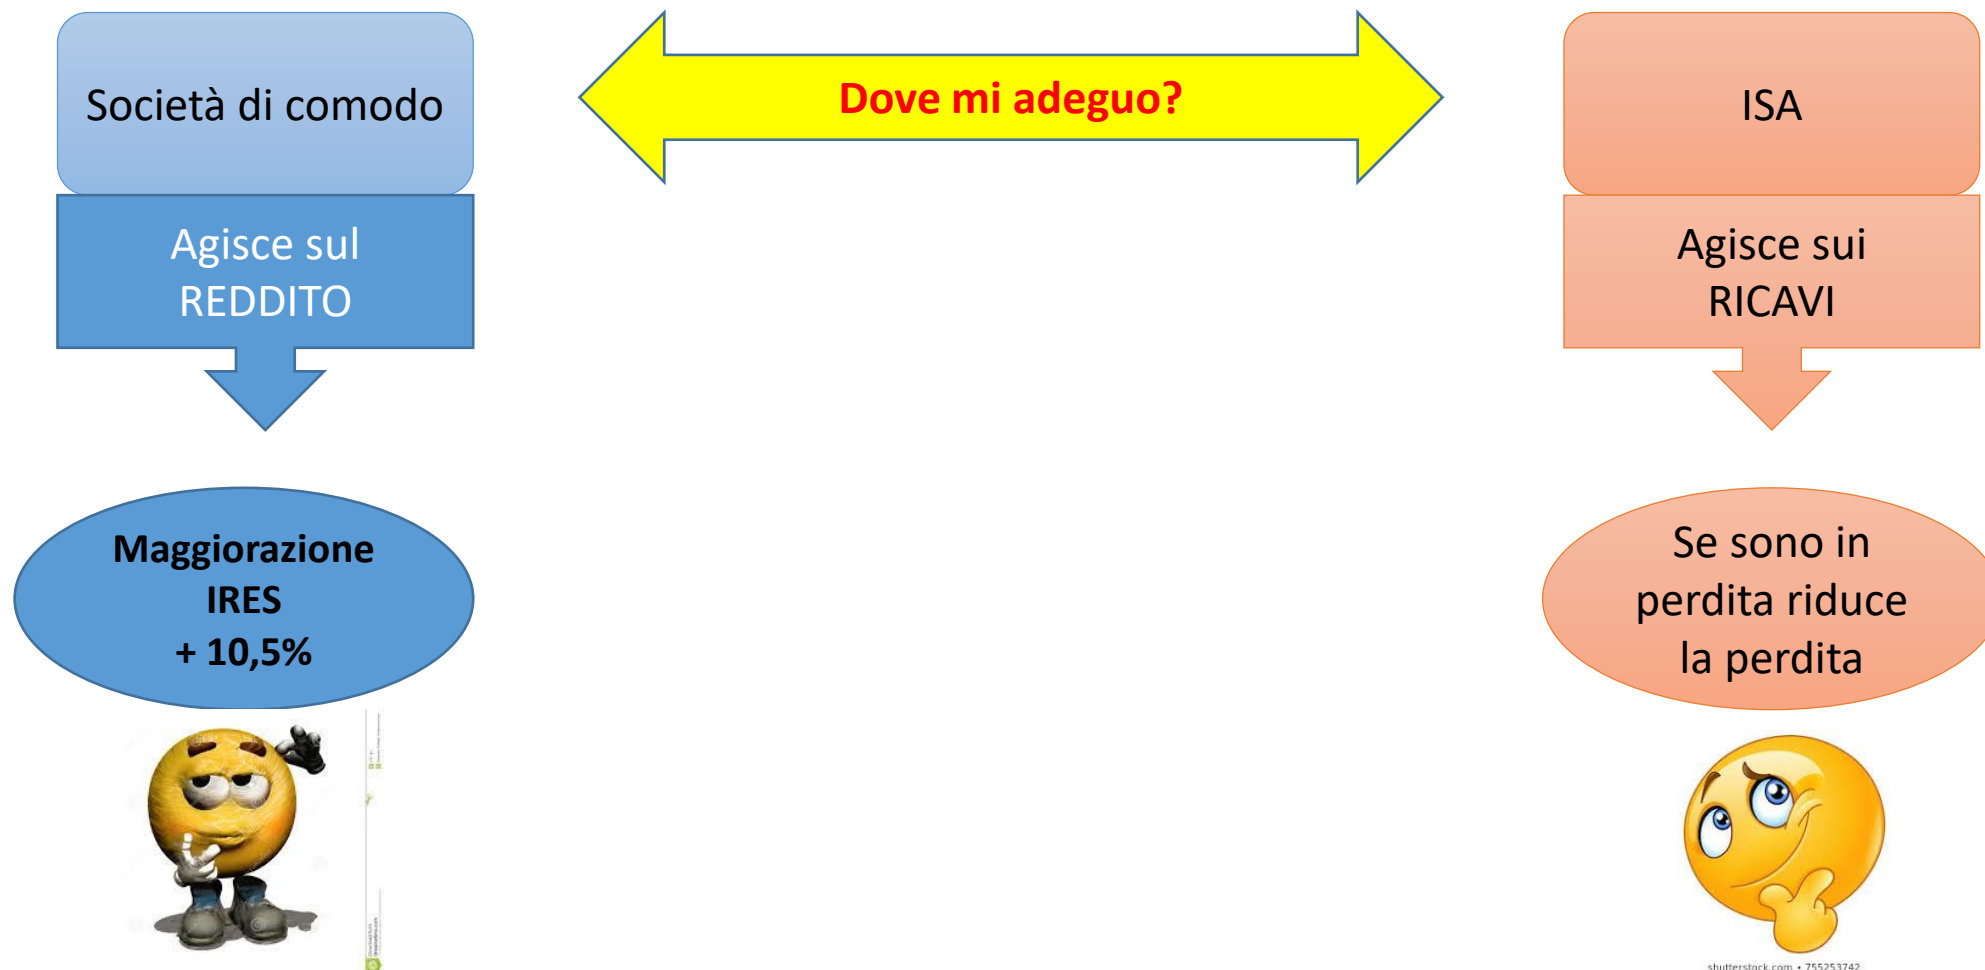 Società di comodo
Dove mi adeguo?
ISA
Agisce sul
REDDITO
Agisce sui
RICAVI
Maggiorazione
IRES
+ 10,5%
Se sono in
perdita riduce
la perdita
shutterstock.com • 755253742